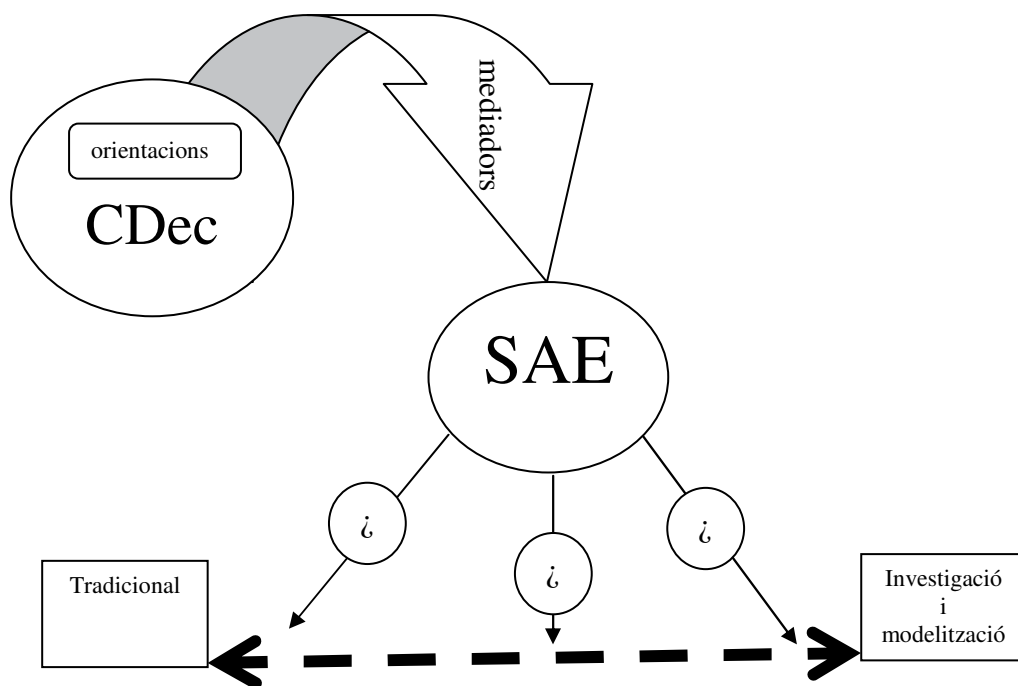 mediadors
orientacions
CDec
SAE
¿
¿
¿
Tradicional
Investigació
i
modelització